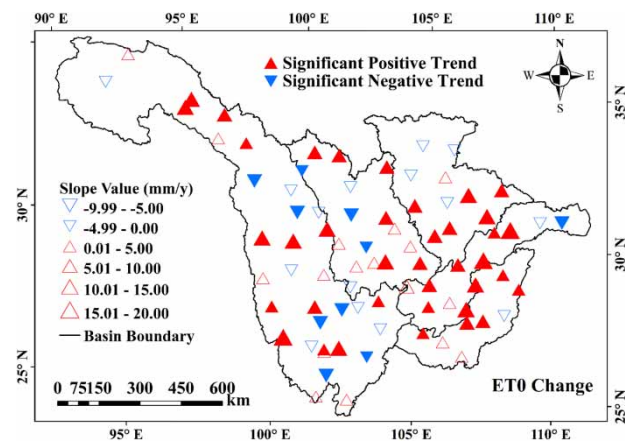 90° E 95° E 100° E 105° E 110° E
Significant Positive Trend
Significant Negative Trend
N
W E
S
35° N
35° N
Slope Value (mm/y)
-9.99 - -5.00
-4.99 - 0.00
0.01 - 5.00
5.01 - 10.00
10.01 - 15.00
15.01 - 20.00
Basin Boundary
30° N
30° N
25° N
25° N
0 75150 300 450 600
km
ET0 Change
95° E 100° E 105° E 110° E